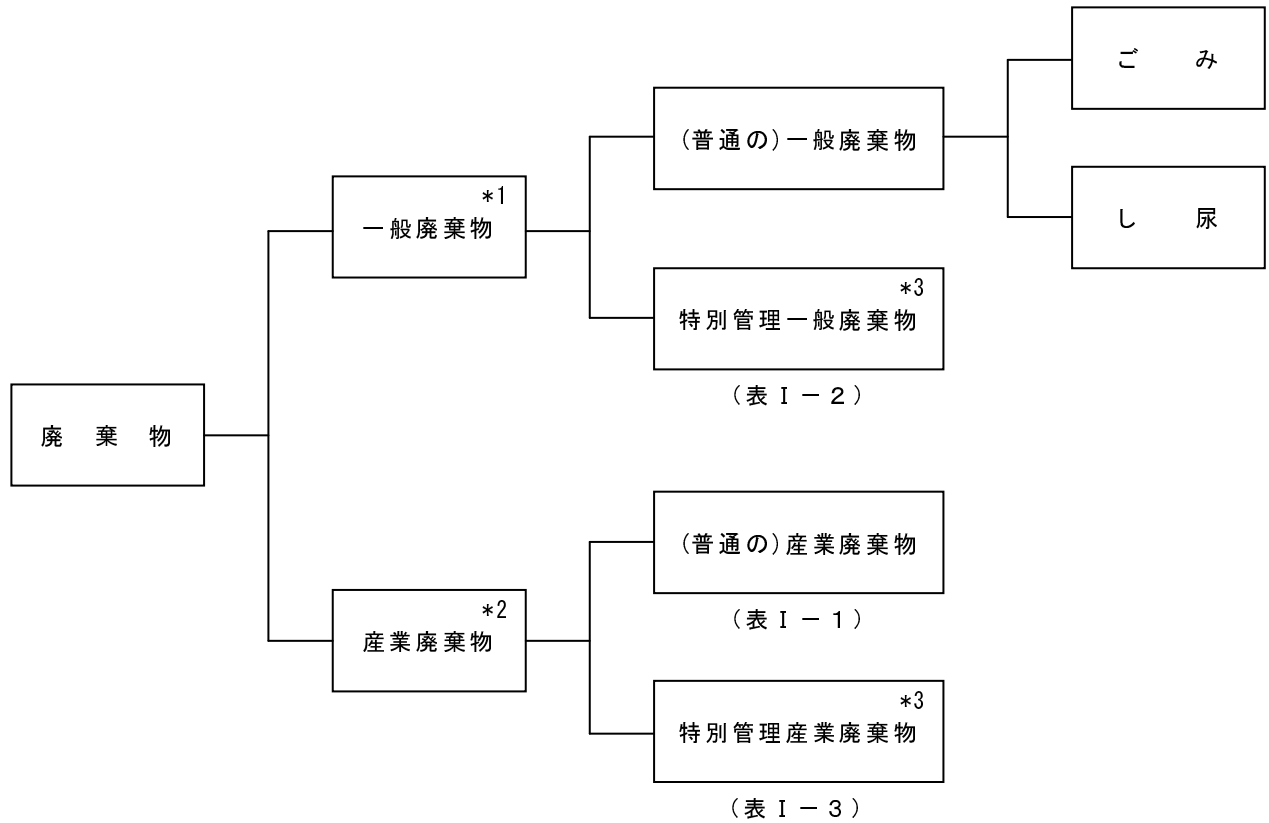 ご み
(普通の)一般廃棄物
し 尿
*1
一般廃棄物
*3
特別管理一般廃棄物
(表Ⅰ－２)
廃 棄 物
(普通の)産業廃棄物
(表Ⅰ－１)
*2
産業廃棄物
*3
特別管理産業廃棄物
(表Ⅰ－３)